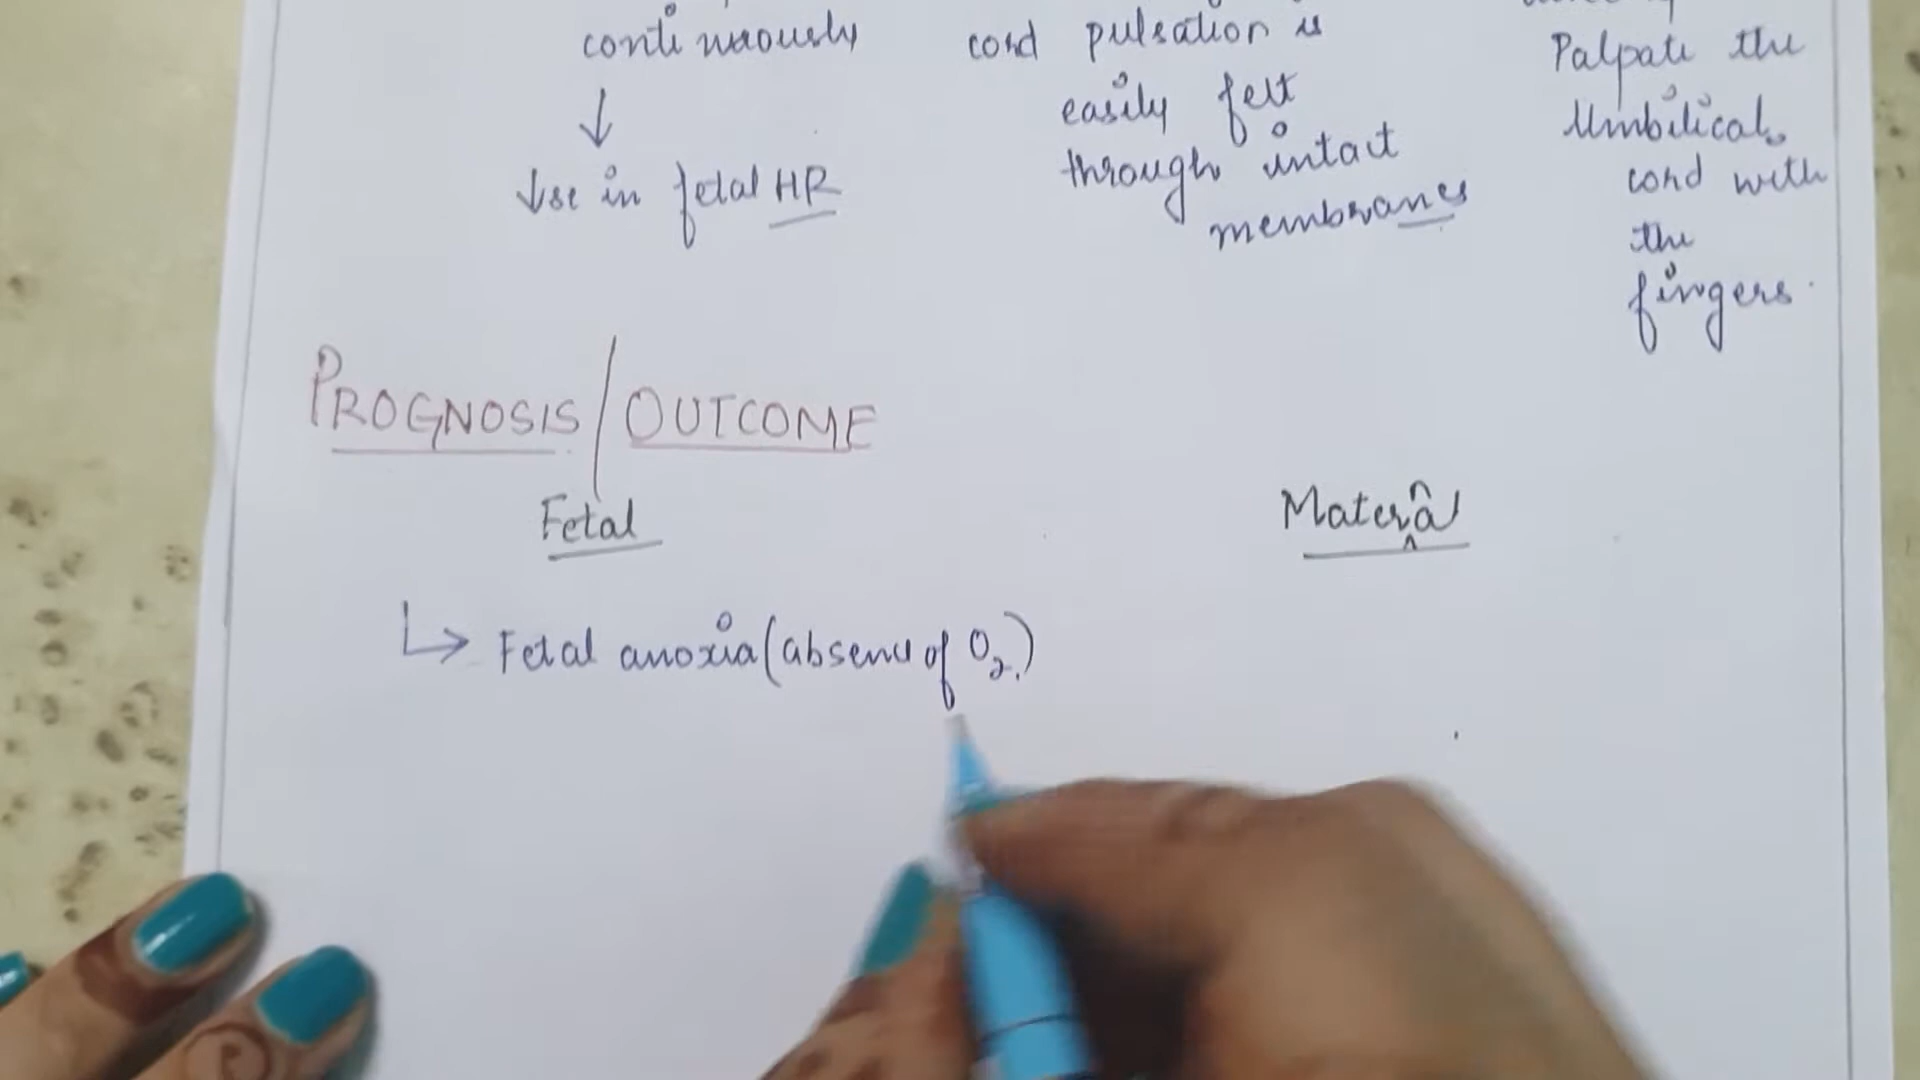 continuously
↓
↓se in fetal HR
cord pulsation is
easily felt
through intact
membranes
Palpate the
Umbilical
cord with
the
fingers.
PROGNOSIS/OUTCOME
Fetal
Maternal
Fetal anoxia (absence of O2)